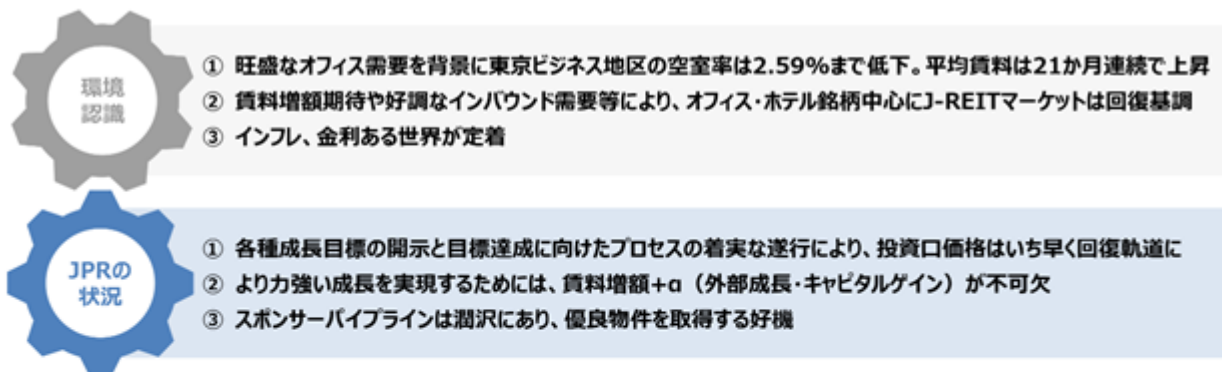 環境
認識
① 旺盛なオフィス需要を背景に東京ビジネス地区の空室率は2.59%まで低下。平均賃料は21か月連続で上昇
② 賃料増額期待や好調なインバウンド需要等により、オフィス・ホテル銘柄中心にJ-REITマーケットは回復基調
③ インフレ、金利ある世界が定着
JPRの
状況
① 各種成長目標の開示と目標達成に向けたプロセスの着実な遂行により、投資口価格はいち早く回復軌道に
② より力強い成長を実現するためには、賃料増額+α（外部成長・キャピタルゲイン）が不可欠
③ スポンサーパイプラインは潤沢にあり、優良物件を取得する好機